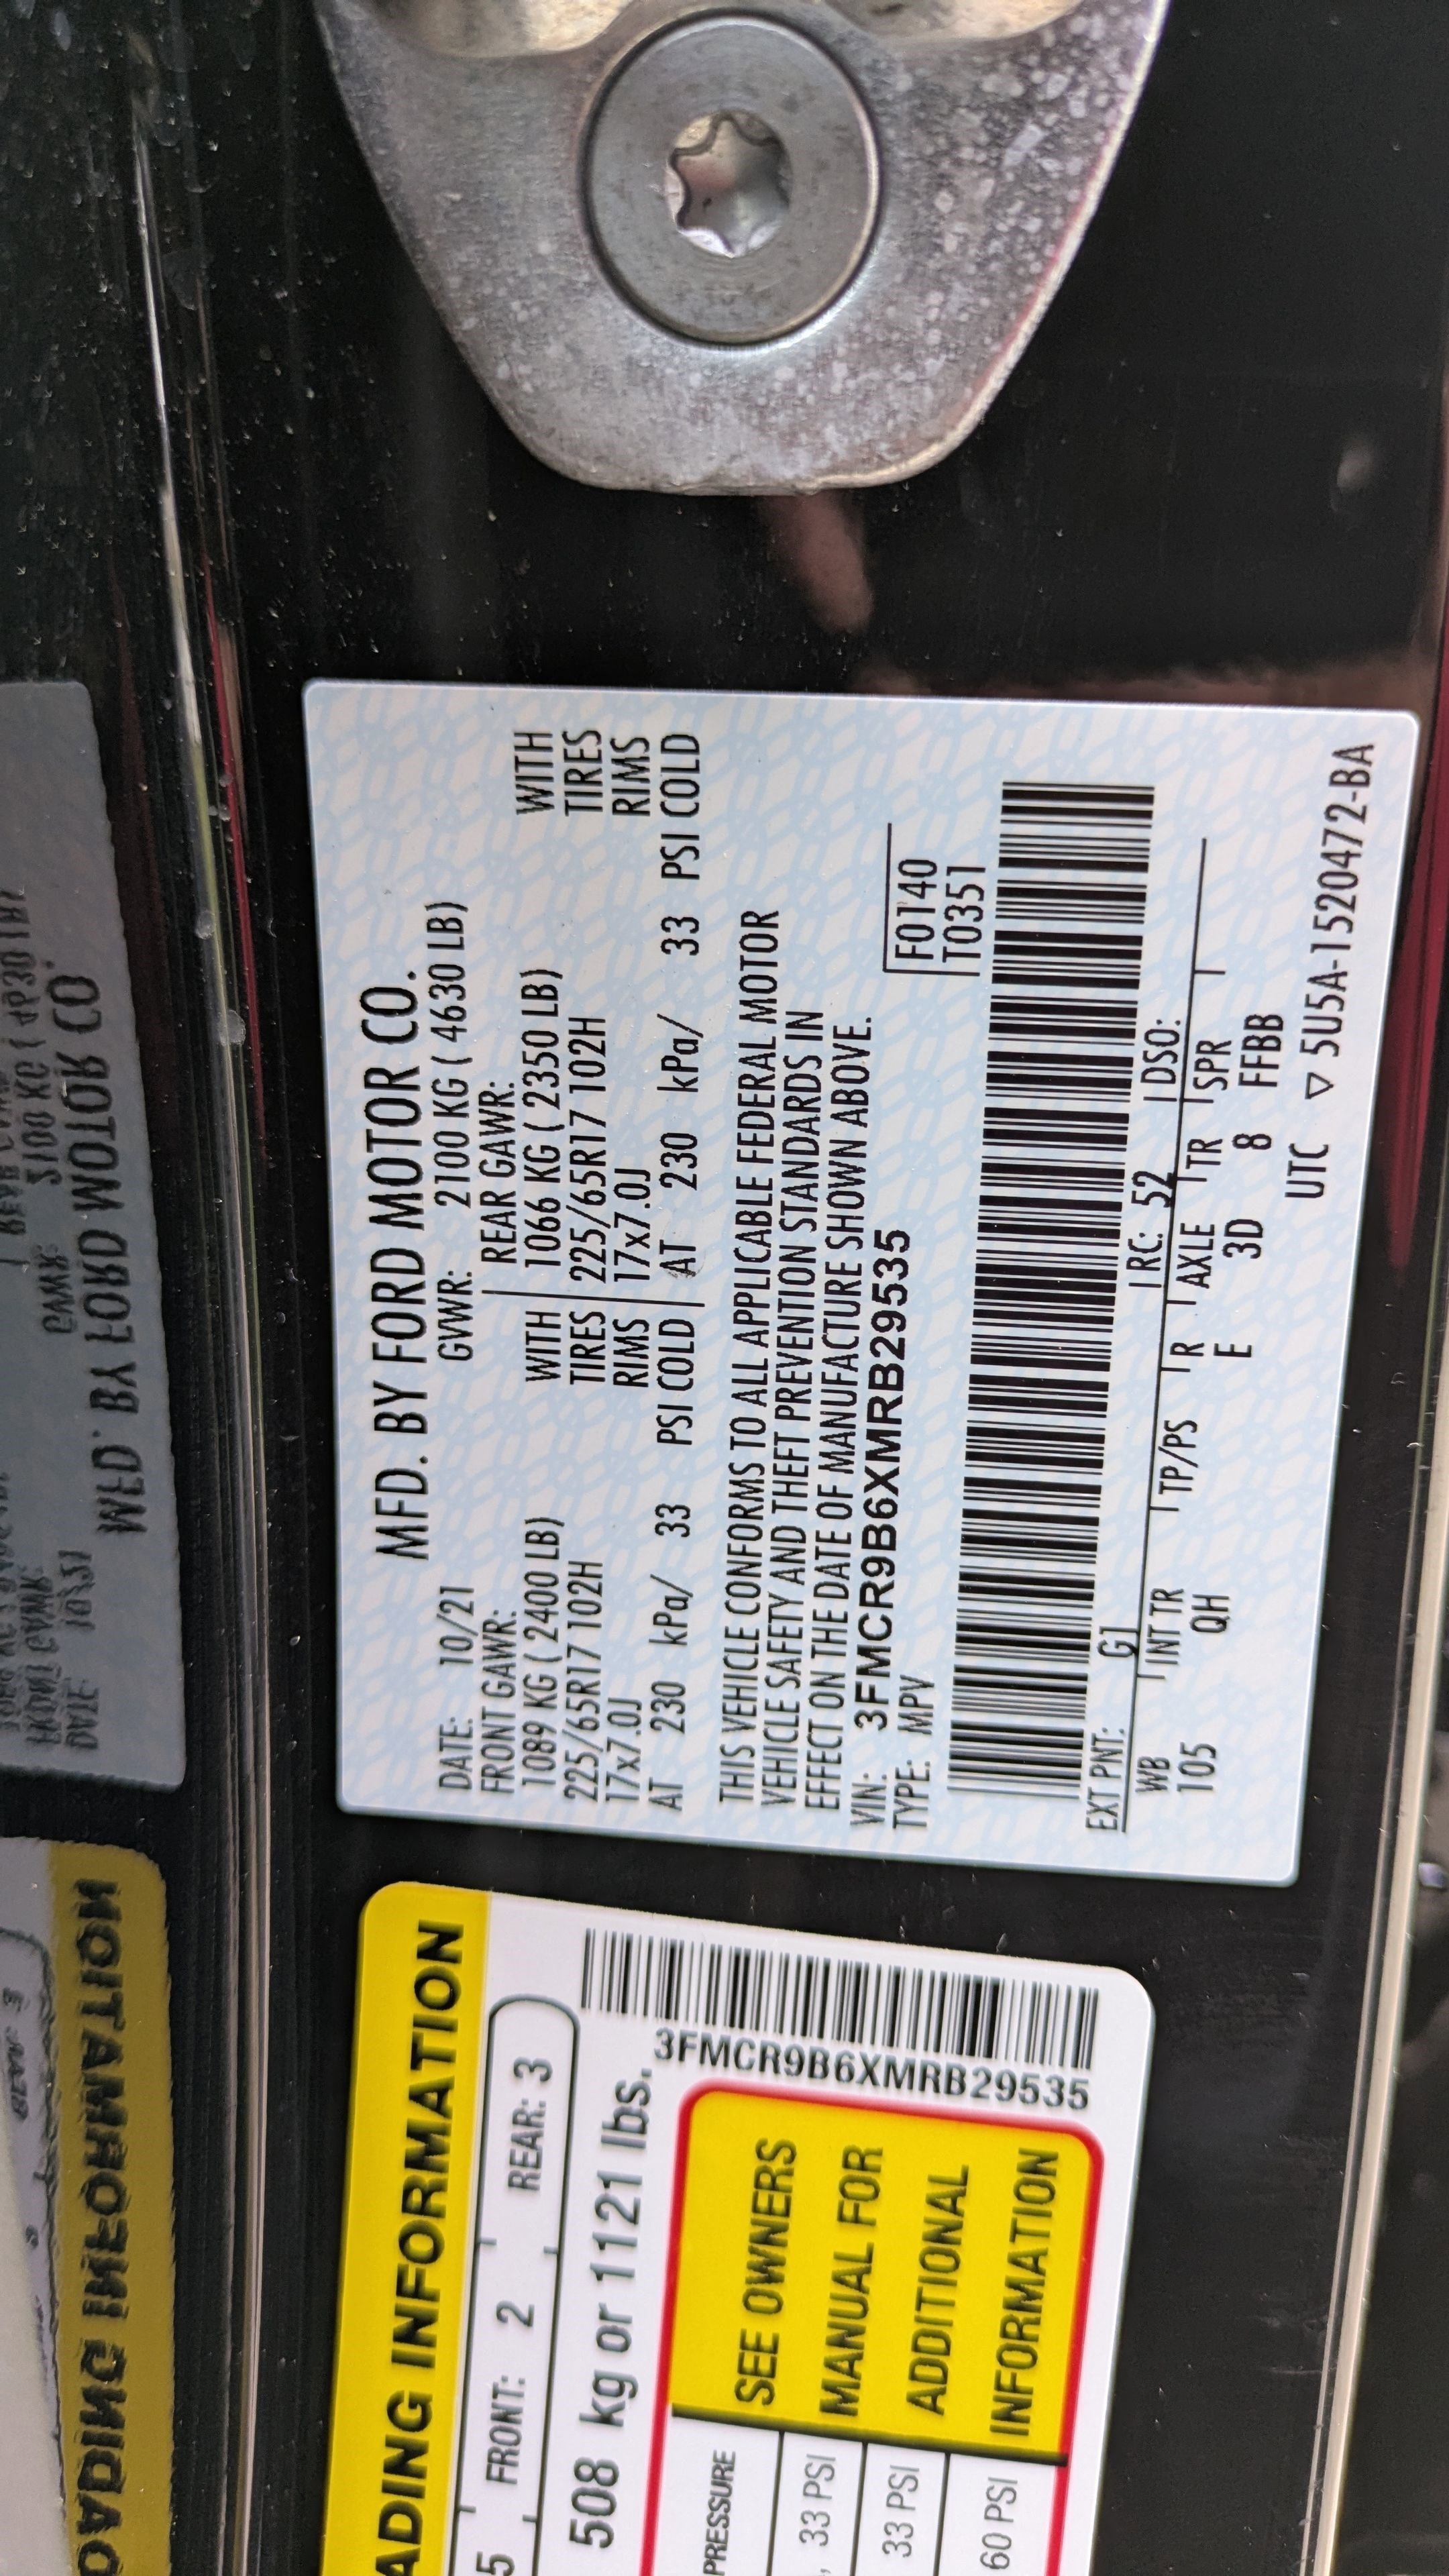 MFD. BY FORD MOTOR CO.
DATE: 10/21 GVWR: 2100 KG ( 4630 LB)
FRONT GAWR: REAR GAWR:
1089 KG ( 2400 LB) WITH 1066 KG ( 2350 LB) WITH
225/65R17 102H TIRES 225/65R17 102H TIRES
17x7.0J RIMS 17x7.0J RIMS
AT 230 kPa/ 33 PSI COLD AT 230 kPa/ 33 PSI COLD
THIS VEHICLE CONFORMS TO ALL APPLICABLE FEDERAL MOTOR
VEHICLE SAFETY AND THEFT PREVENTION STANDARDS IN
EFFECT ON THE DATE OF MANUFACTURE SHOWN ABOVE.
VIN: 3FMCR9B6XMRB29535
TYPE: MPV
F0140
T0351
EXT PNT: G1 RC: 52 DSO:
WB INT TR TP/PS R AXLE TR SPR
105 QH E 3D 8 FFBB
UTC ▽ 5U5A-1520472-BA
ADING INFORMATION
5 FRONT: 2 REAR: 3
508 kg or 1121 lbs.
3FMCR9B6XMRB29535
PRESSURE
, 33 PSI
33 PSI
60 PSI
SEE OWNERS
MANUAL FOR
ADDITIONAL
INFORMATION